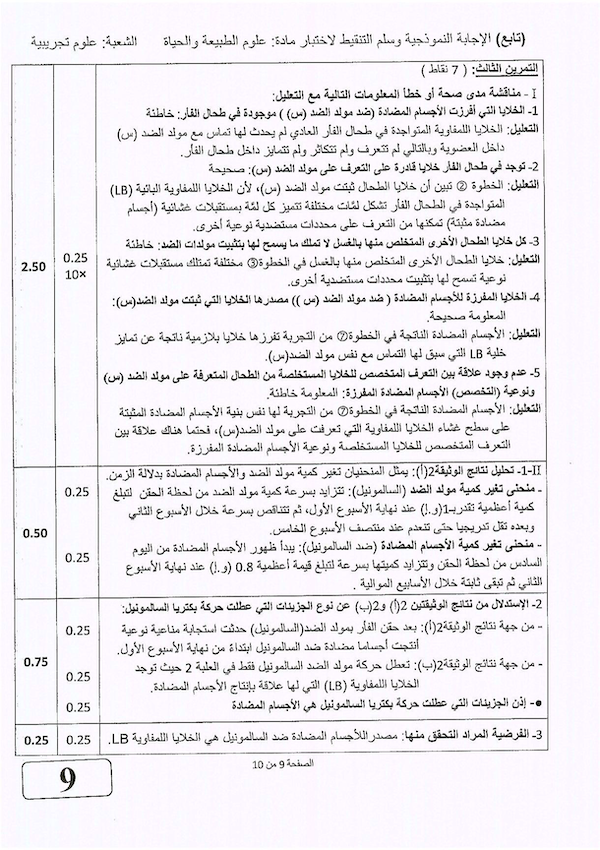 (تابع) الإجابة النموذجية وسلم التنقيط لاختبار مادة: علوم الطبيعة والحياة الشعبة: علوم تجريبية
التمرين الثالث: ( 7 نقاط )
I - مناقشة مدى صحة أو خطأ المعلومات التالية مع التعليل:
1- الخلايا التي أفرزت الأجسام المضادة (ضد مولد الضد (س) ) موجودة في طحال الفأر: خاطئة
التعليل: الخلايا اللمفاوية المتواجدة في طحال الفأر العادي لم يحدث لها تماس مع مولد الضد (س)
داخل العضوية وبالتالي لم تتعرف ولم تتكاثر ولم تتمايز داخل طحال الفأر.
2- توجد في طحال الفأر خلايا قادرة على التعرف على مولد الضد (س): صحيحة
التعليل: الخطوة ② تبين أن خلايا الطحال ثبتت مولد الضد (س)، لأن الخلايا اللمفاوية البائية (LB)
المتواجدة في الطحال الفأر تشكل لمّات مختلفة تتميز كل لمّة بمستقبلات غشائية (أجسام
مضادة مثبتة) تمكنها من التعرف على محددات مستضدية نوعية أخرى.
3- كل خلايا الطحال الأخرى المتخلص منها بالغسل لا تملك ما يسمح لها بتثبيت مولدات الضد: خاطئة
التعليل: خلايا الطحال الأخرى المتخلص منها بالغسل في الخطوة③ مختلفة تمتلك مستقبلات غشائية
نوعية تسمح لها بتثبيت محددات مستضدية أخرى.
4- الخلايا المفرزة للأجسام المضادة ( ضد مولد الضد (س) ) مصدرها الخلايا التي ثبتت مولد الضد(س):
المعلومة صحيحة.
التعليل: الأجسام المضادة الناتجة في الخطوة⑦ من التجربة تفرزها خلايا بلازمية ناتجة عن تمايز
خلية LB التي سبق لها التماس مع نفس مولد الضد(س).
5- عدم وجود علاقة بين التعرف المتخصص للخلايا المستخلصة من الطحال المتعرفة على مولد الضد (س)
ونوعية (التخصص) الأجسام المضادة المفرزة: المعلومة خاطئة.
التعليل: الأجسام المضادة الناتجة في الخطوة⑦ من التجربة لها نفس بنية الأجسام المضادة المثبتة
على سطح غشاء الخلايا اللمفاوية التي تعرفت على مولد الضد(س)، فحتما هناك علاقة بين
التعرف المتخصص للخلايا المستخلصة ونوعية الأجسام المضادة المفرزة.
0.25
10×
2.50
II-1- تحليل نتائج الوثيقة2(أ): يمثل المنحنيان تغير كمية مولد الضد والأجسام المضادة بدلالة الزمن.
- منحنى تغير كمية مولد الضد (السالمونيل): تتزايد بسرعة كمية مولد الضد من لحظة الحقن لتبلغ
كمية أعظمية تقدربـ1(و.إ) عند نهاية الأسبوع الأول، ثم تتناقص بسرعة خلال الأسبوع الثاني
وبعده تقل تدريجيا حتى تنعدم عند منتصف الأسبوع الخامس.
- منحنى تغير كمية الأجسام المضادة (ضد السالمونيل): يبدأ ظهور الأجسام المضادة من اليوم
السادس من لحظة الحقن وتتزايد كميتها بسرعة لتبلغ قيمة أعظمية 0.8 (و.إ) عند نهاية الأسبوع
الثاني ثم تبقى ثابتة خلال الأسابيع الموالية .
0.25
0.25
0.50
2- الإستدلال من نتائج الوثيقتين 2(أ) و2(ب) عن نوع الجزيئات التي عطلت حركة بكتريا السالمونيل:
- من جهة نتائج الوثيقة2(أ): بعد حقن الفأر بمولد الضد(السالمونيل) حدثت استجابة مناعية نوعية
أنتجت أجساما مضادة ضد السالمونيل ابتداءا من نهاية الأسبوع الأول.
- من جهة نتائج الوثيقة2(ب): تعطل حركة مولد الضد السالمونيل فقط في العلبة 2 حيث توجد
الخلايا اللمفاوية (LB) التي لها علاقة بإنتاج الأجسام المضادة.
●- إذن الجزيئات التي عطلت حركة بكتريا السالمونيل هي الأجسام المضادة
0.25
0.25
0.25
0.75
3- الفرضية المراد التحقق منها: مصدراللأجسام المضادة ضد السالمونيل هي الخلايا اللمفاوية LB.
0.25
0.25
الصفحة 9 من 10
9